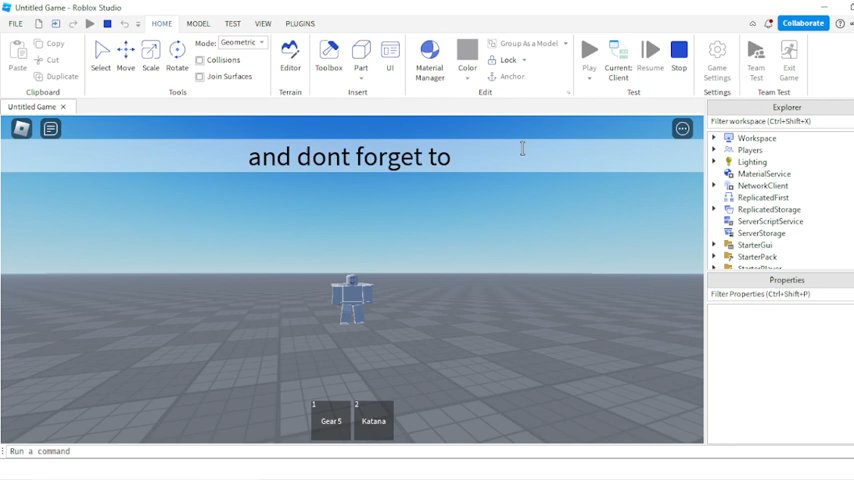 Untitled Game - Roblox Studio
FILE HOME MODEL TEST VIEW PLUGINS Collaborate
Copy Mode: Geometric Group As a Model
Cut Collisions Lock
Paste Duplicate Select Move Scale Rotate Join Surfaces Editor Toolbox Part UI Material Manager Color Anchor Play Current: Client Resume Stop Game Settings Team Test Exit Game
Clipboard Tools Terrain Insert Edit Test Settings Team Test
Untitled Game
Explorer
Filter workspace (Ctrl+Shift+X)
Workspace
Players
Lighting
MaterialService
NetworkClient
ReplicatedFirst
ReplicatedStorage
ServerScriptService
ServerStorage
StarterGui
StarterPack
StarterPlayer
Properties
Filter Properties (Ctrl+Shift+P)
and dont forget to
1 2
Gear 5 Katana
Run a command